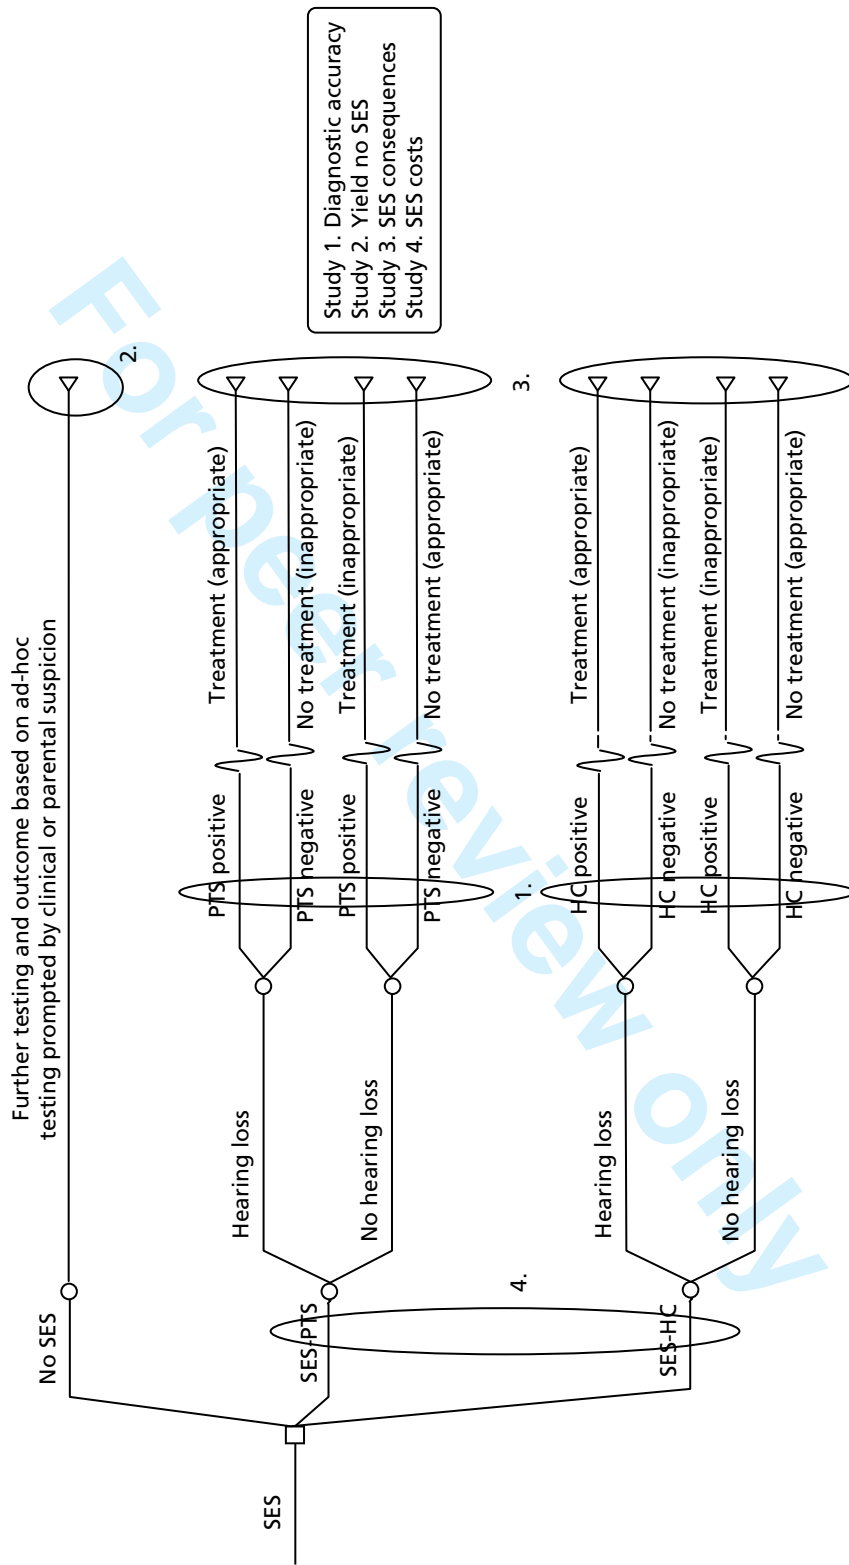 SES
No SES
Further testing and outcome based on ad-hoc
testing prompted by clinical or parental suspicion
2.
SES-PTS
4.
SES-HC
Hearing loss
PTS positive
Treatment (appropriate)
PTS negative
No treatment (inappropriate)
No hearing loss
PTS positive
Treatment (inappropriate)
PTS negative
No treatment (appropriate)
1.
3.
Hearing loss
HC positive
Treatment (appropriate)
HC negative
No treatment (inappropriate)
No hearing loss
HC positive
Treatment (inappropriate)
HC negative
No treatment (appropriate)
Study 1. Diagnostic accuracy
Study 2. Yield no SES
Study 3. SES consequences
Study 4. SES costs
For peer review only